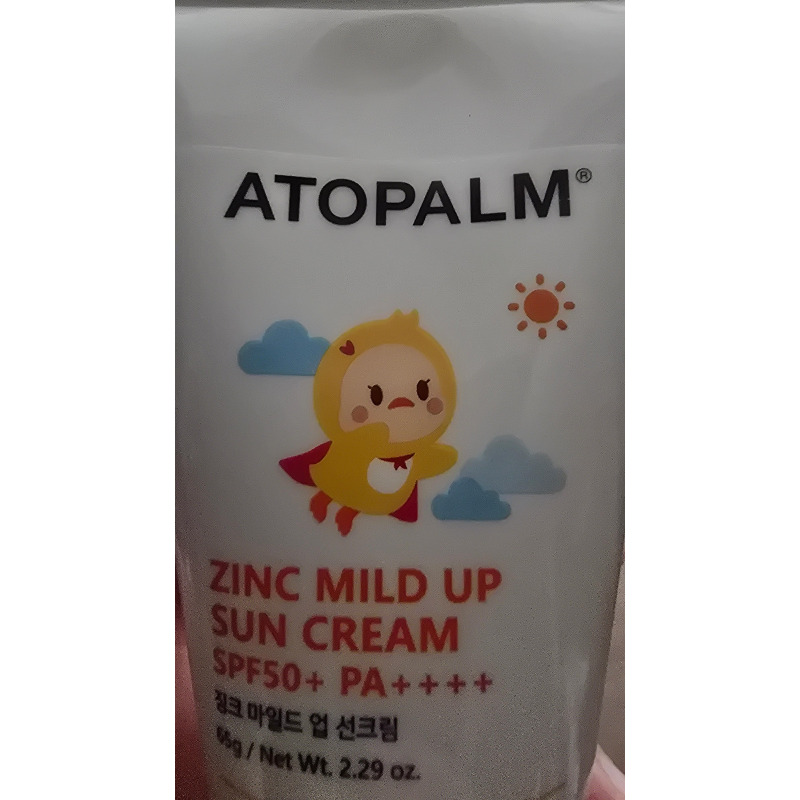 ATOPALM®
ZINC MILD UP
SUN CREAM
SPF50+ PA++++
징크 마일드 업 선크림
65g / Net Wt. 2.29 oz.